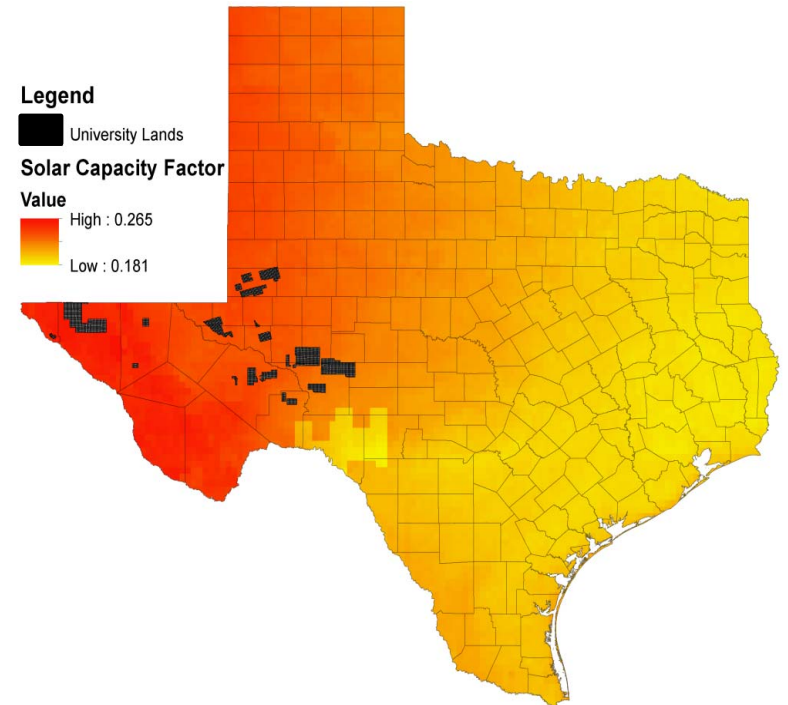 Legend
University Lands
Solar Capacity Factor
Value
High : 0.265
Low : 0.181